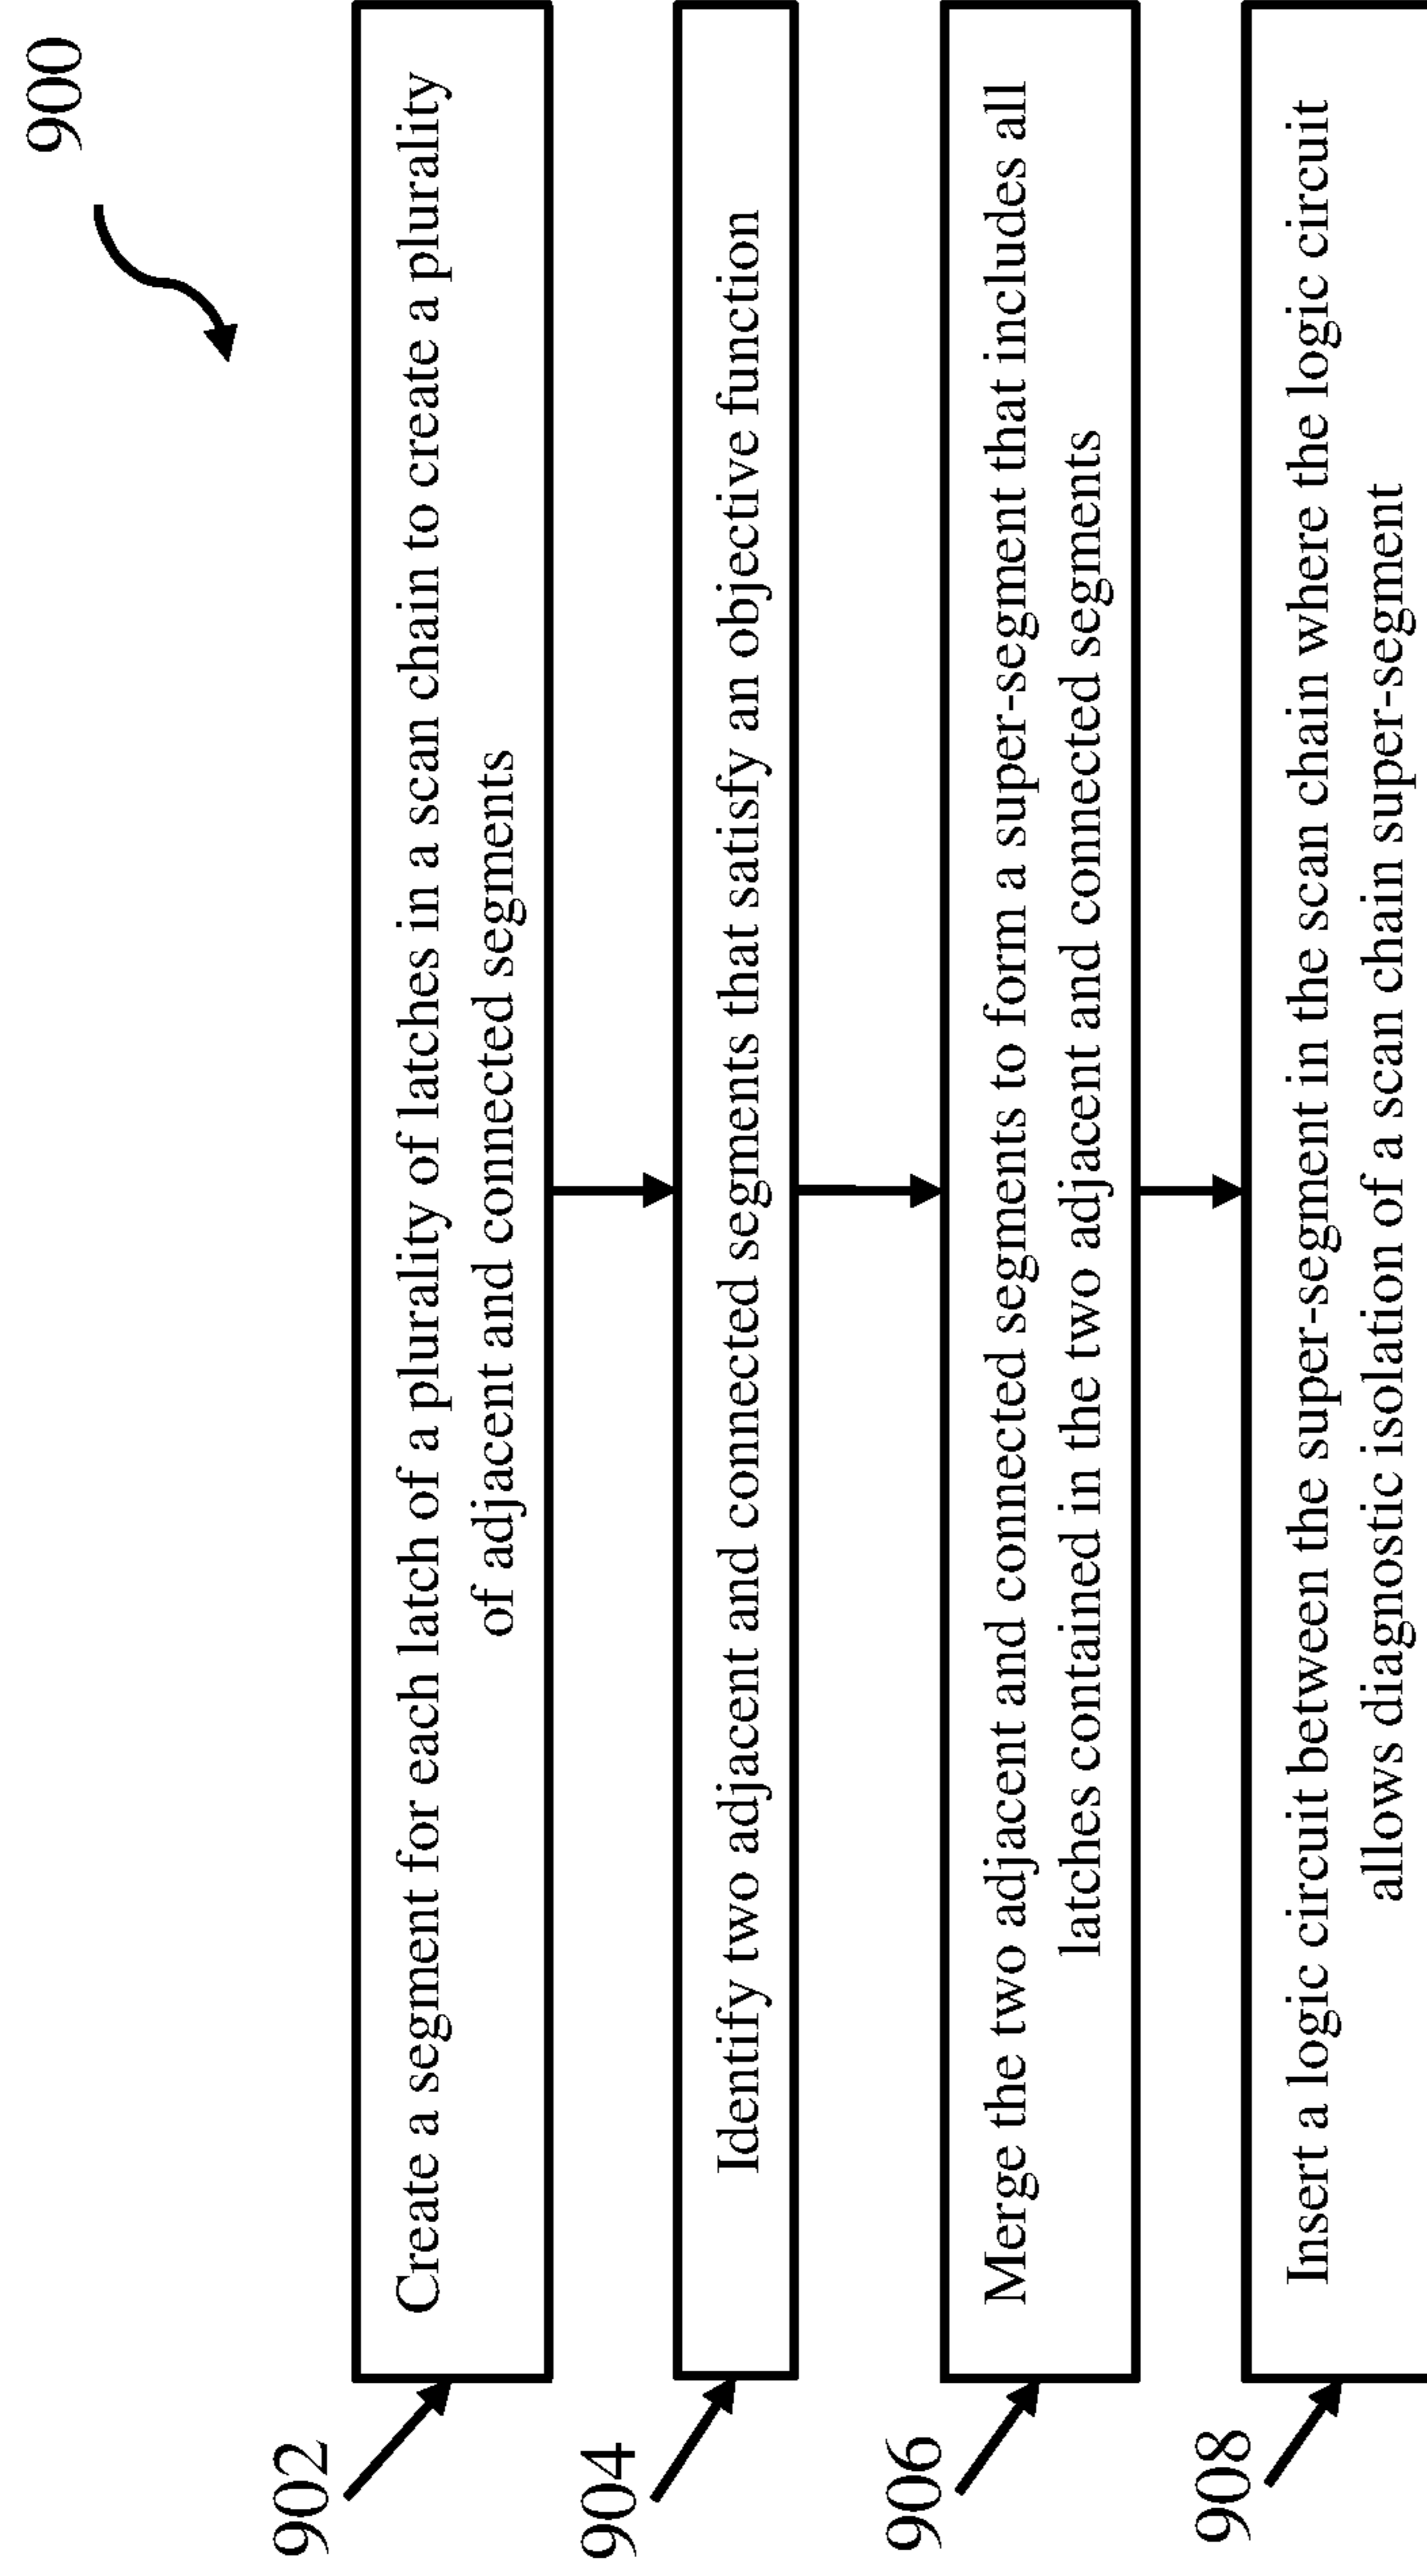 900
902
Create a segment for each latch of a plurality of latches in a scan chain to create a plurality
of adjacent and connected segments
904
Identify two adjacent and connected segments that satisfy an objective function
906
Merge the two adjacent and connected segments to form a super-segment that includes all
latches contained in the two adjacent and connected segments
908
Insert a logic circuit between the super-segment in the scan chain where the logic circuit
allows diagnostic isolation of a scan chain super-segment